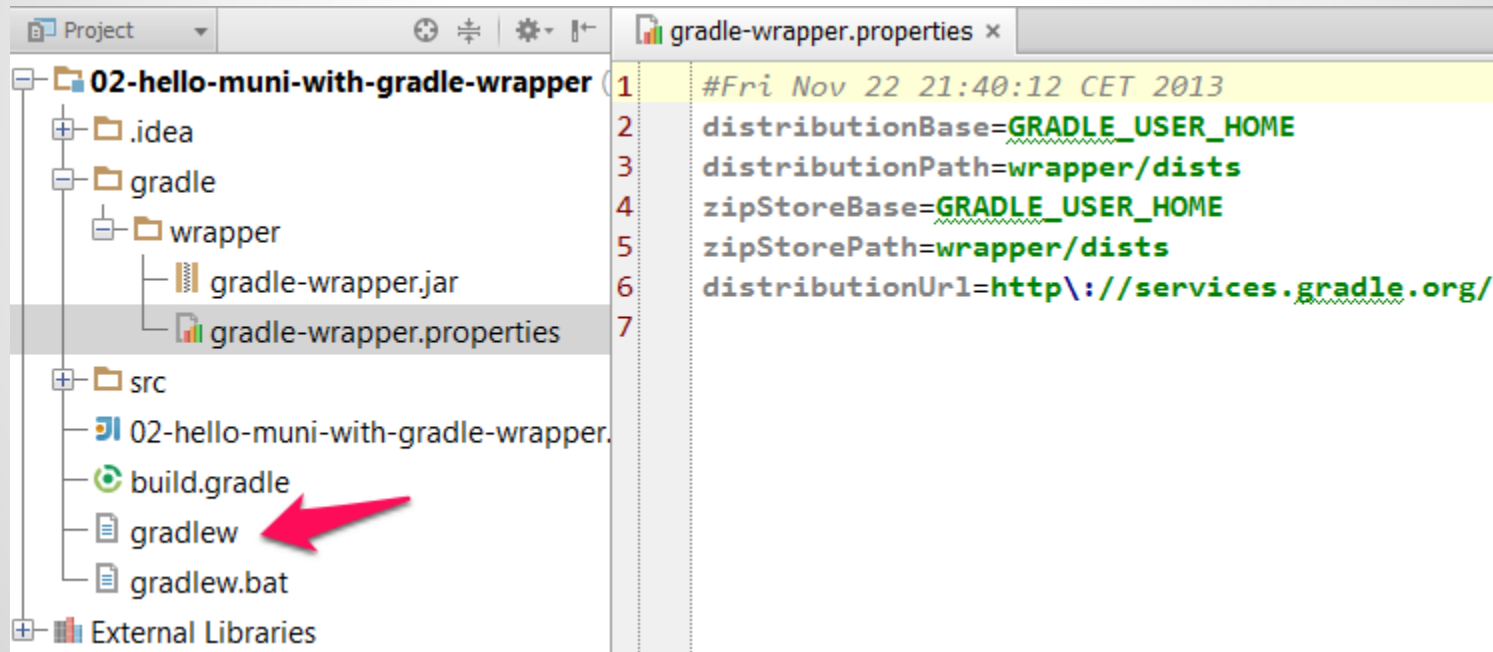 Project
gradle-wrapper.properties
02-hello-muni-with-gradle-wrapper (
.idea
gradle
wrapper
gradle-wrapper.jar
gradle-wrapper.properties
src
02-hello-muni-with-gradle-wrapper.
build.gradle
gradlew
gradlew.bat
External Libraries
1 #Fri Nov 22 21:40:12 CET 2013
2 distributionBase=GRADLE_USER_HOME
3 distributionPath=wrapper/dists
4 zipStoreBase=GRADLE_USER_HOME
5 zipStorePath=wrapper/dists
6 distributionUrl=http\://services.gradle.org/
7